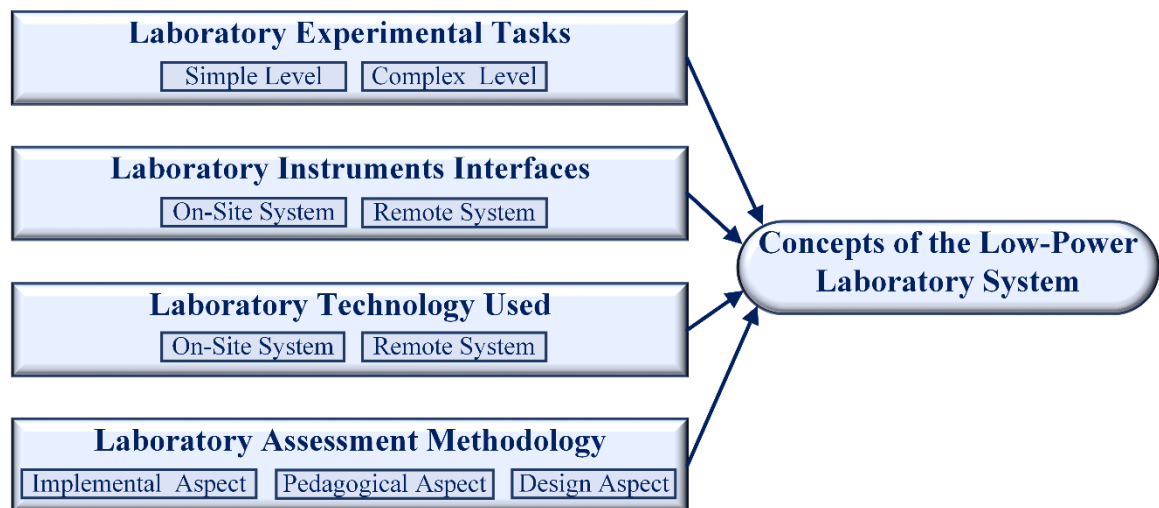 Laboratory Experimental Tasks
Simple Level
Complex Level
Laboratory Instruments Interfaces
On-Site System
Remote System
Laboratory Technology Used
On-Site System
Remote System
Laboratory Assessment Methodology
Implemental Aspect
Pedagogical Aspect
Design Aspect
Concepts of the Low-Power
Laboratory System